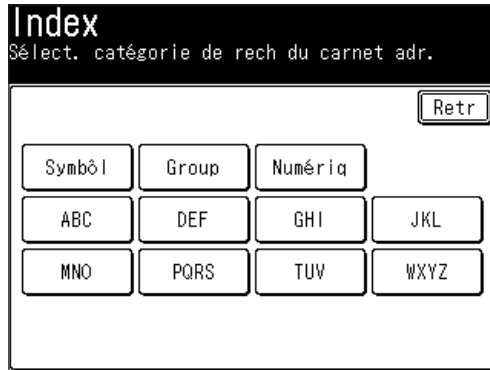 Index
Sélect. catégorie de rech du carnet adr.
Retr
Symbôl Group Numériq
ABC DEF GHI JKL
MNO PQRS TUV WXYZ